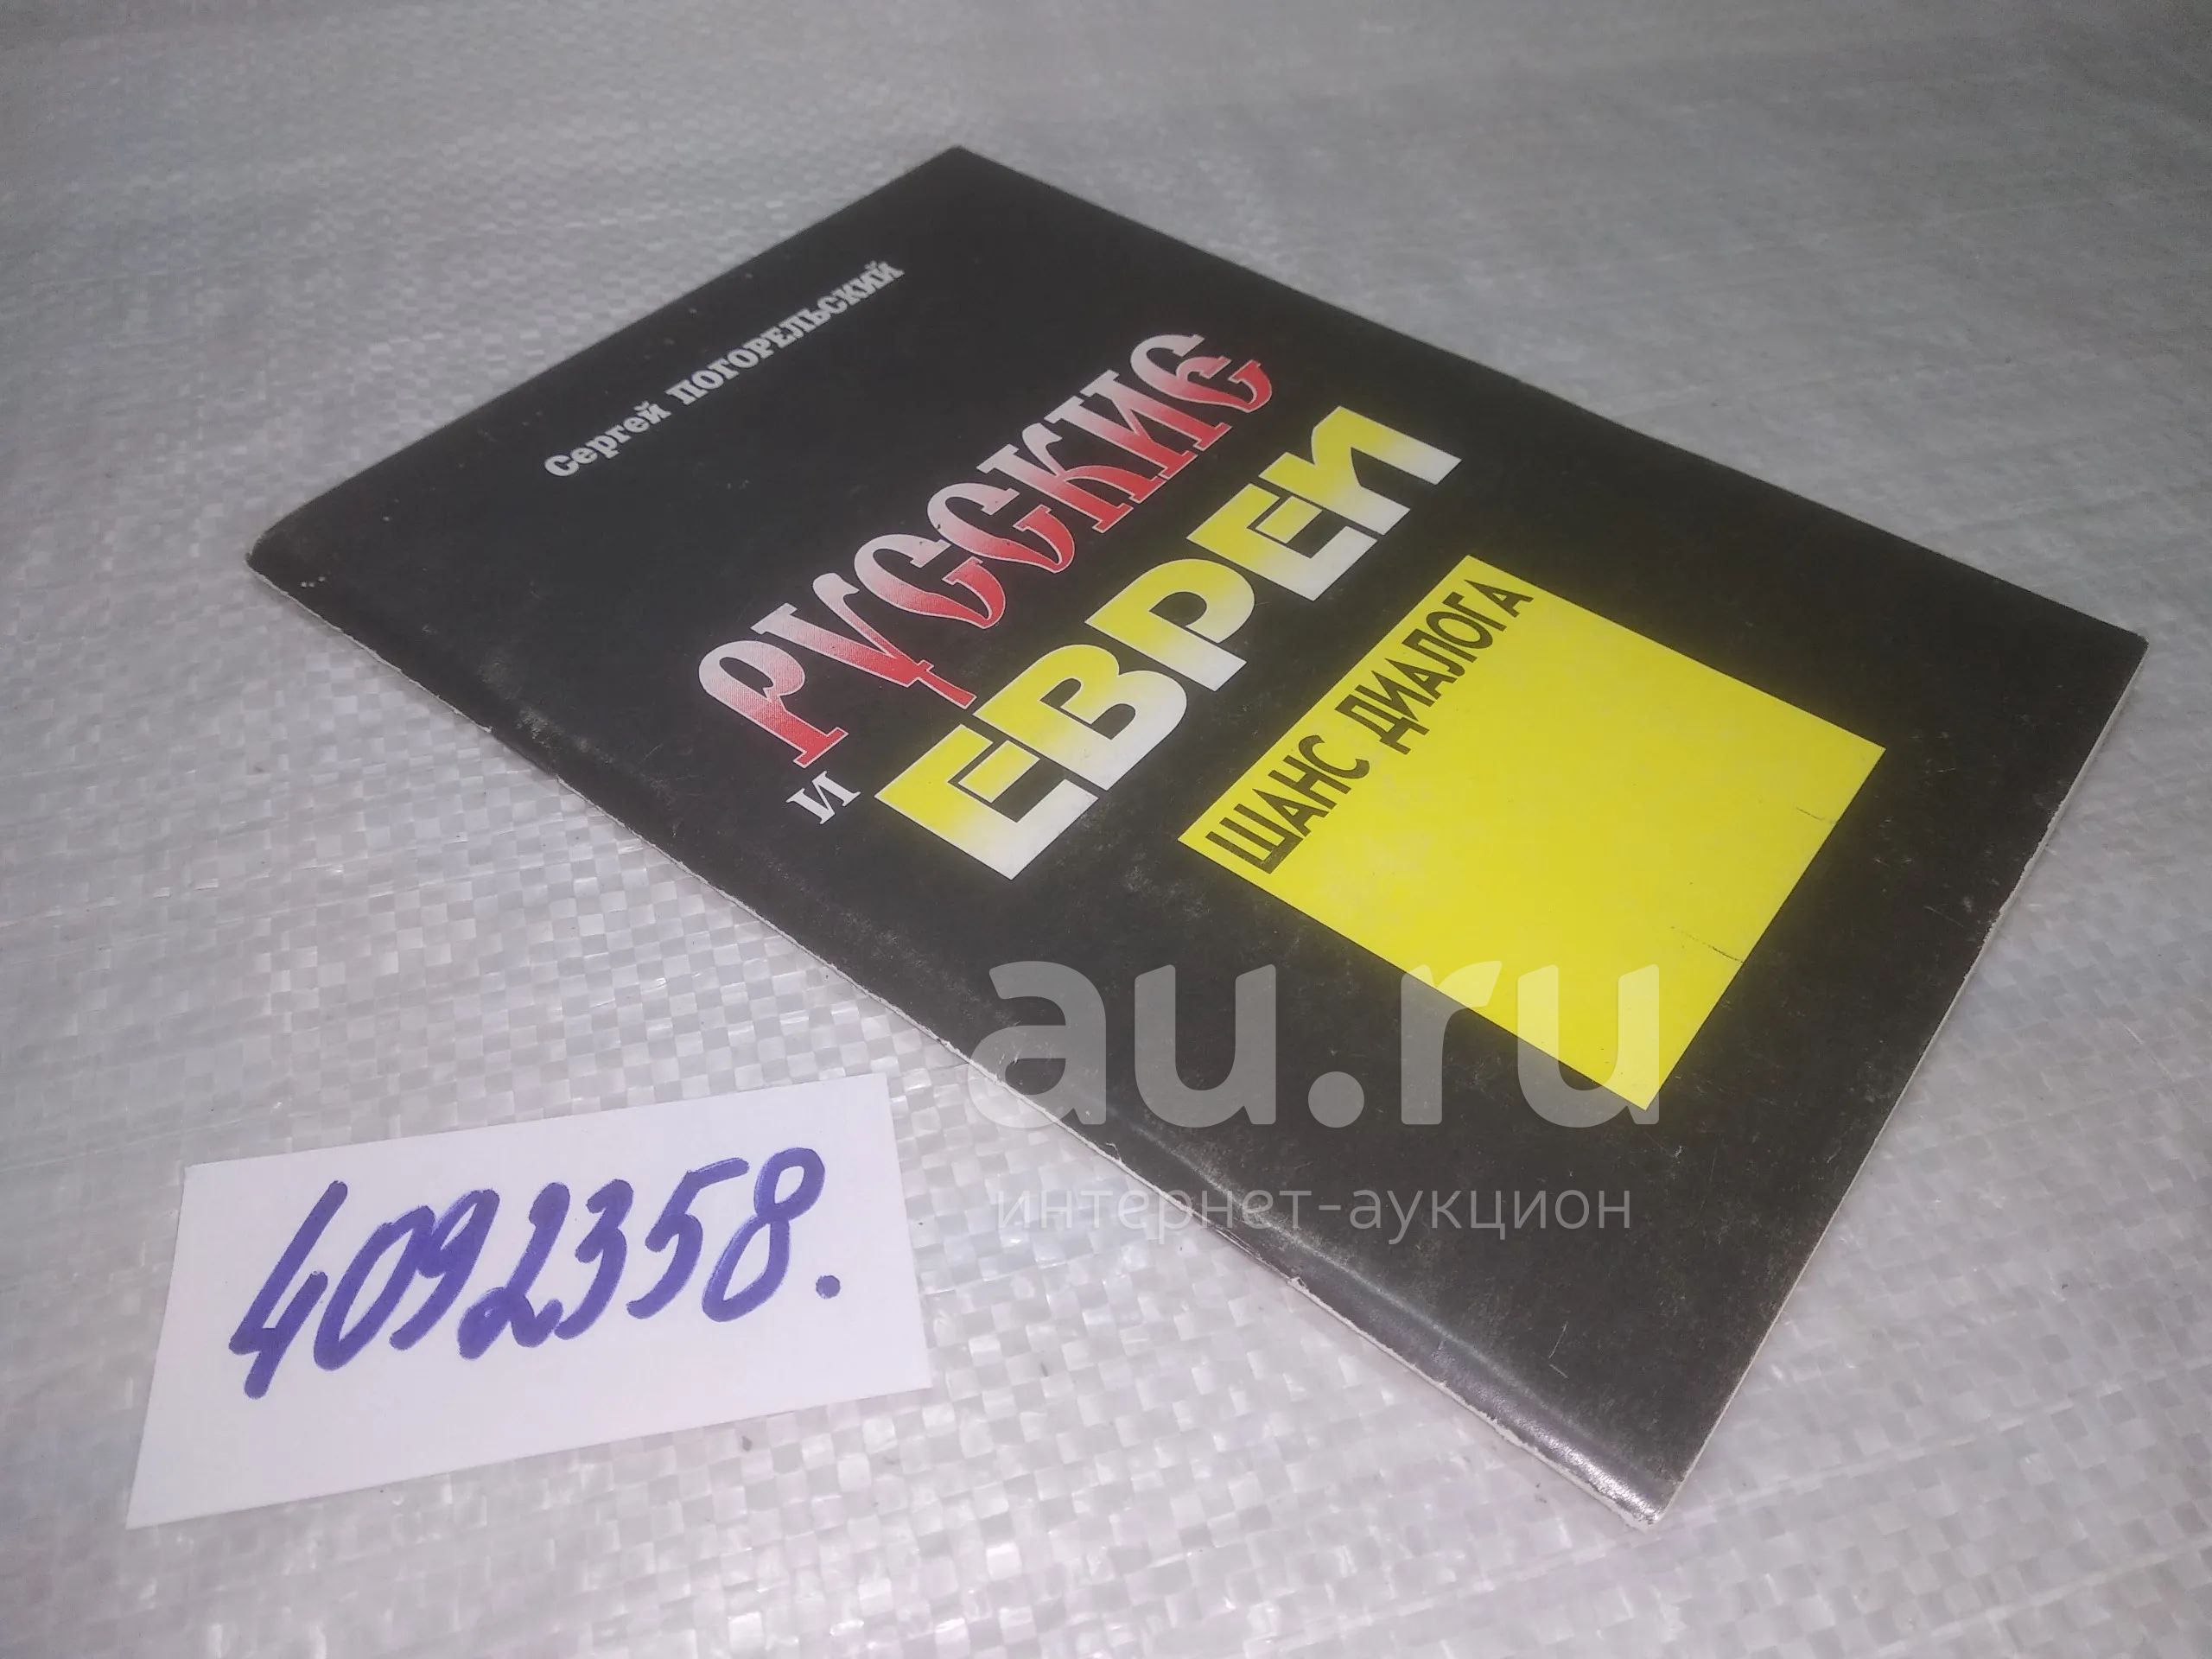 Сергей ПОГОРЕЛЬСКИЙ
РУССКИЕ
и ЕВРЕИ
ШАНС ДИАЛОГА
au.ru
интернет-аукцион
4092358.